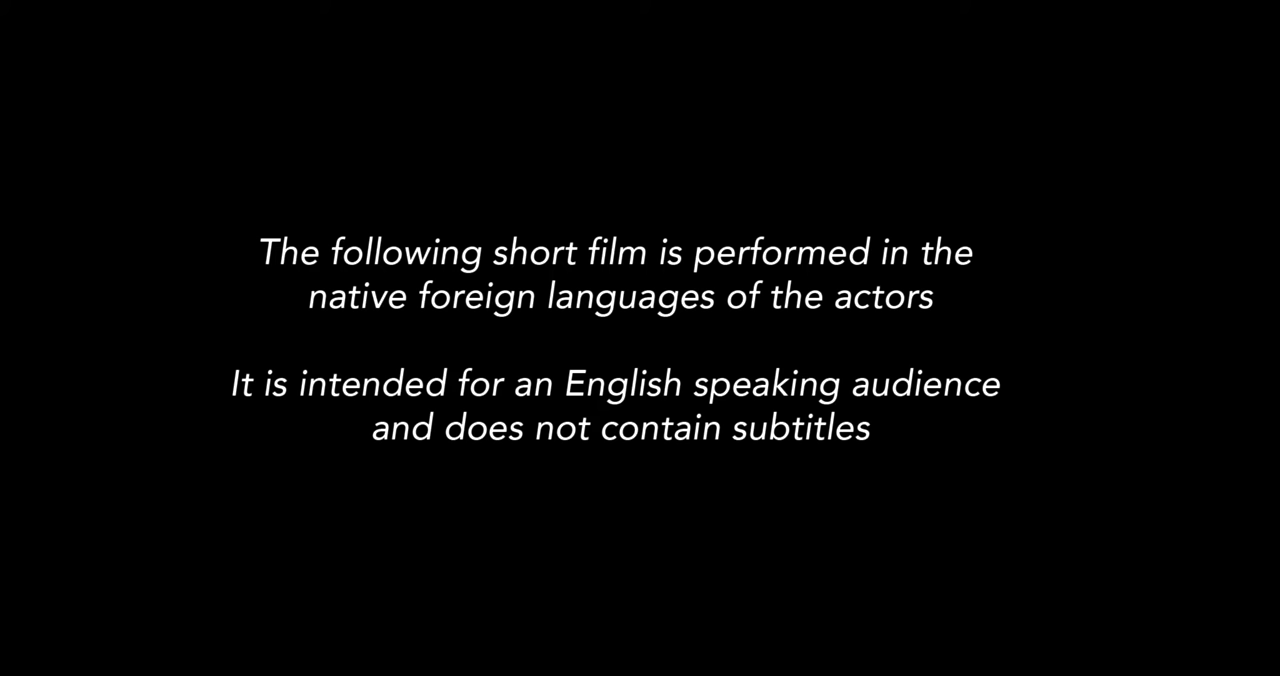 The following short film is performed in the
native foreign languages of the actors
It is intended for an English speaking audience
and does not contain subtitles